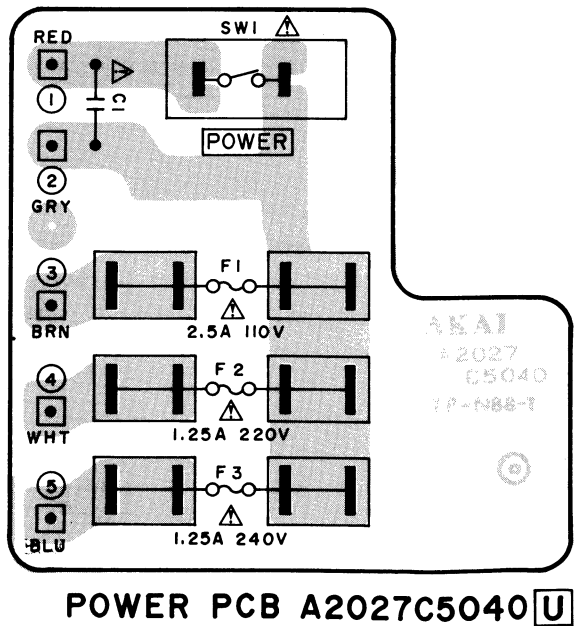 RED
SW1
1
C1
POWER
2
GRY
3
F1
BRN
2.5A 110V
AKAI
A2027
C5040
4
F2
WHT
1.25A 220V
5
F3
BLU
1.25A 240V
POWER PCB A2027C5040 U